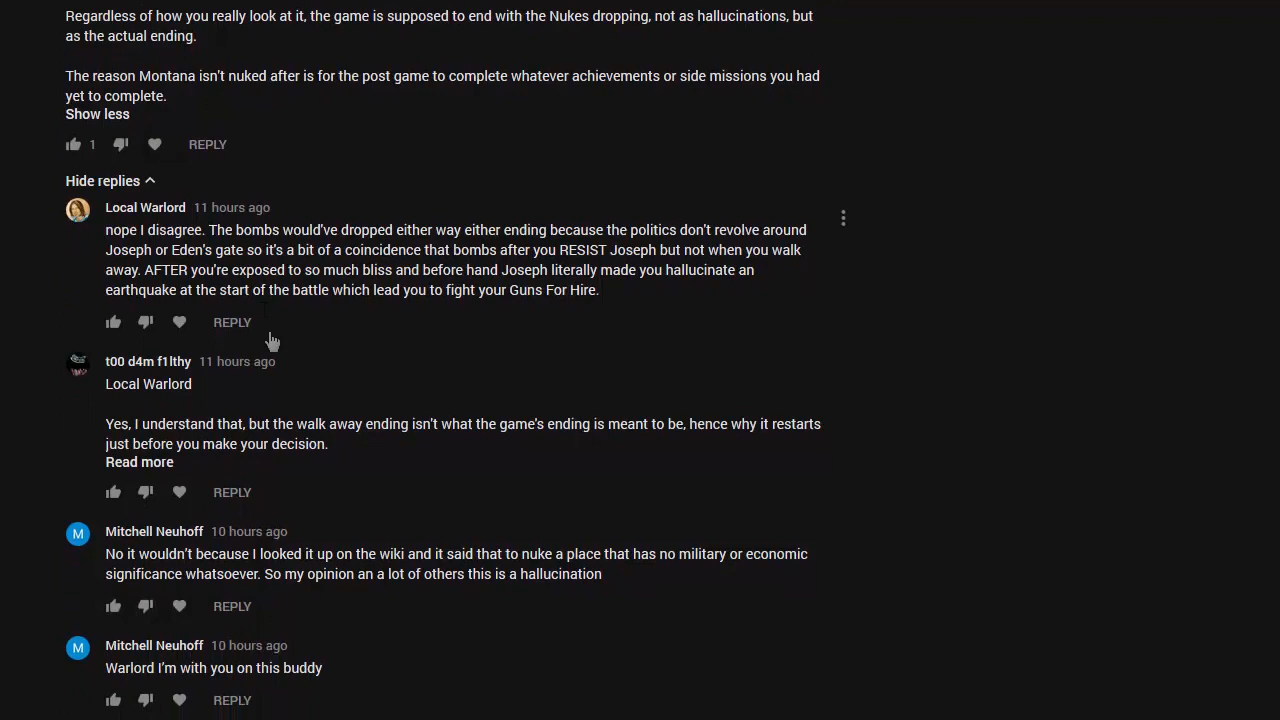 Regardless of how you really look at it, the game is supposed to end with the Nukes dropping, not as hallucinations, but
as the actual ending.
The reason Montana isn't nuked after is for the post game to complete whatever achievements or side missions you had
yet to complete.
Show less
1 REPLY
Hide replies
Local Warlord 11 hours ago
nope I disagree. The bombs would've dropped either way either ending because the politics don't revolve around
Joseph or Eden's gate so it's a bit of a coincidence that bombs after you RESIST Joseph but not when you walk
away. AFTER you're exposed to so much bliss and before hand Joseph literally made you hallucinate an
earthquake at the start of the battle which lead you to fight your Guns For Hire.
REPLY
t00 d4m f1lthy 11 hours ago
Local Warlord
Yes, I understand that, but the walk away ending isn't what the game's ending is meant to be, hence why it restarts
just before you make your decision.
Read more
REPLY
M Mitchell Neuhoff 10 hours ago
No it wouldn't because I looked it up on the wiki and it said that to nuke a place that has no military or economic
significance whatsoever. So my opinion an a lot of others this is a hallucination
REPLY
M Mitchell Neuhoff 10 hours ago
Warlord I'm with you on this buddy
REPLY